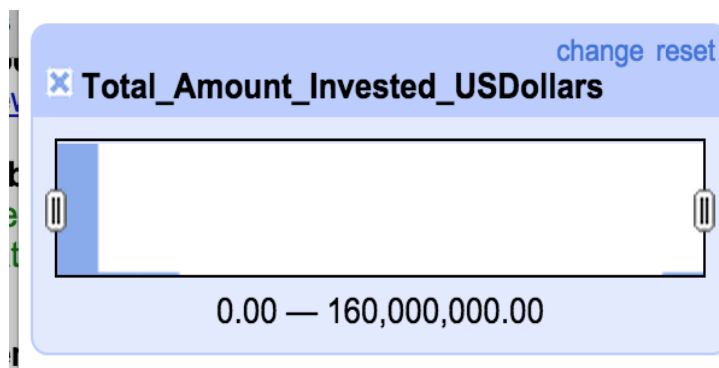 change reset
Total_Amount_Invested_USDollars
0.00 — 160,000,000.00